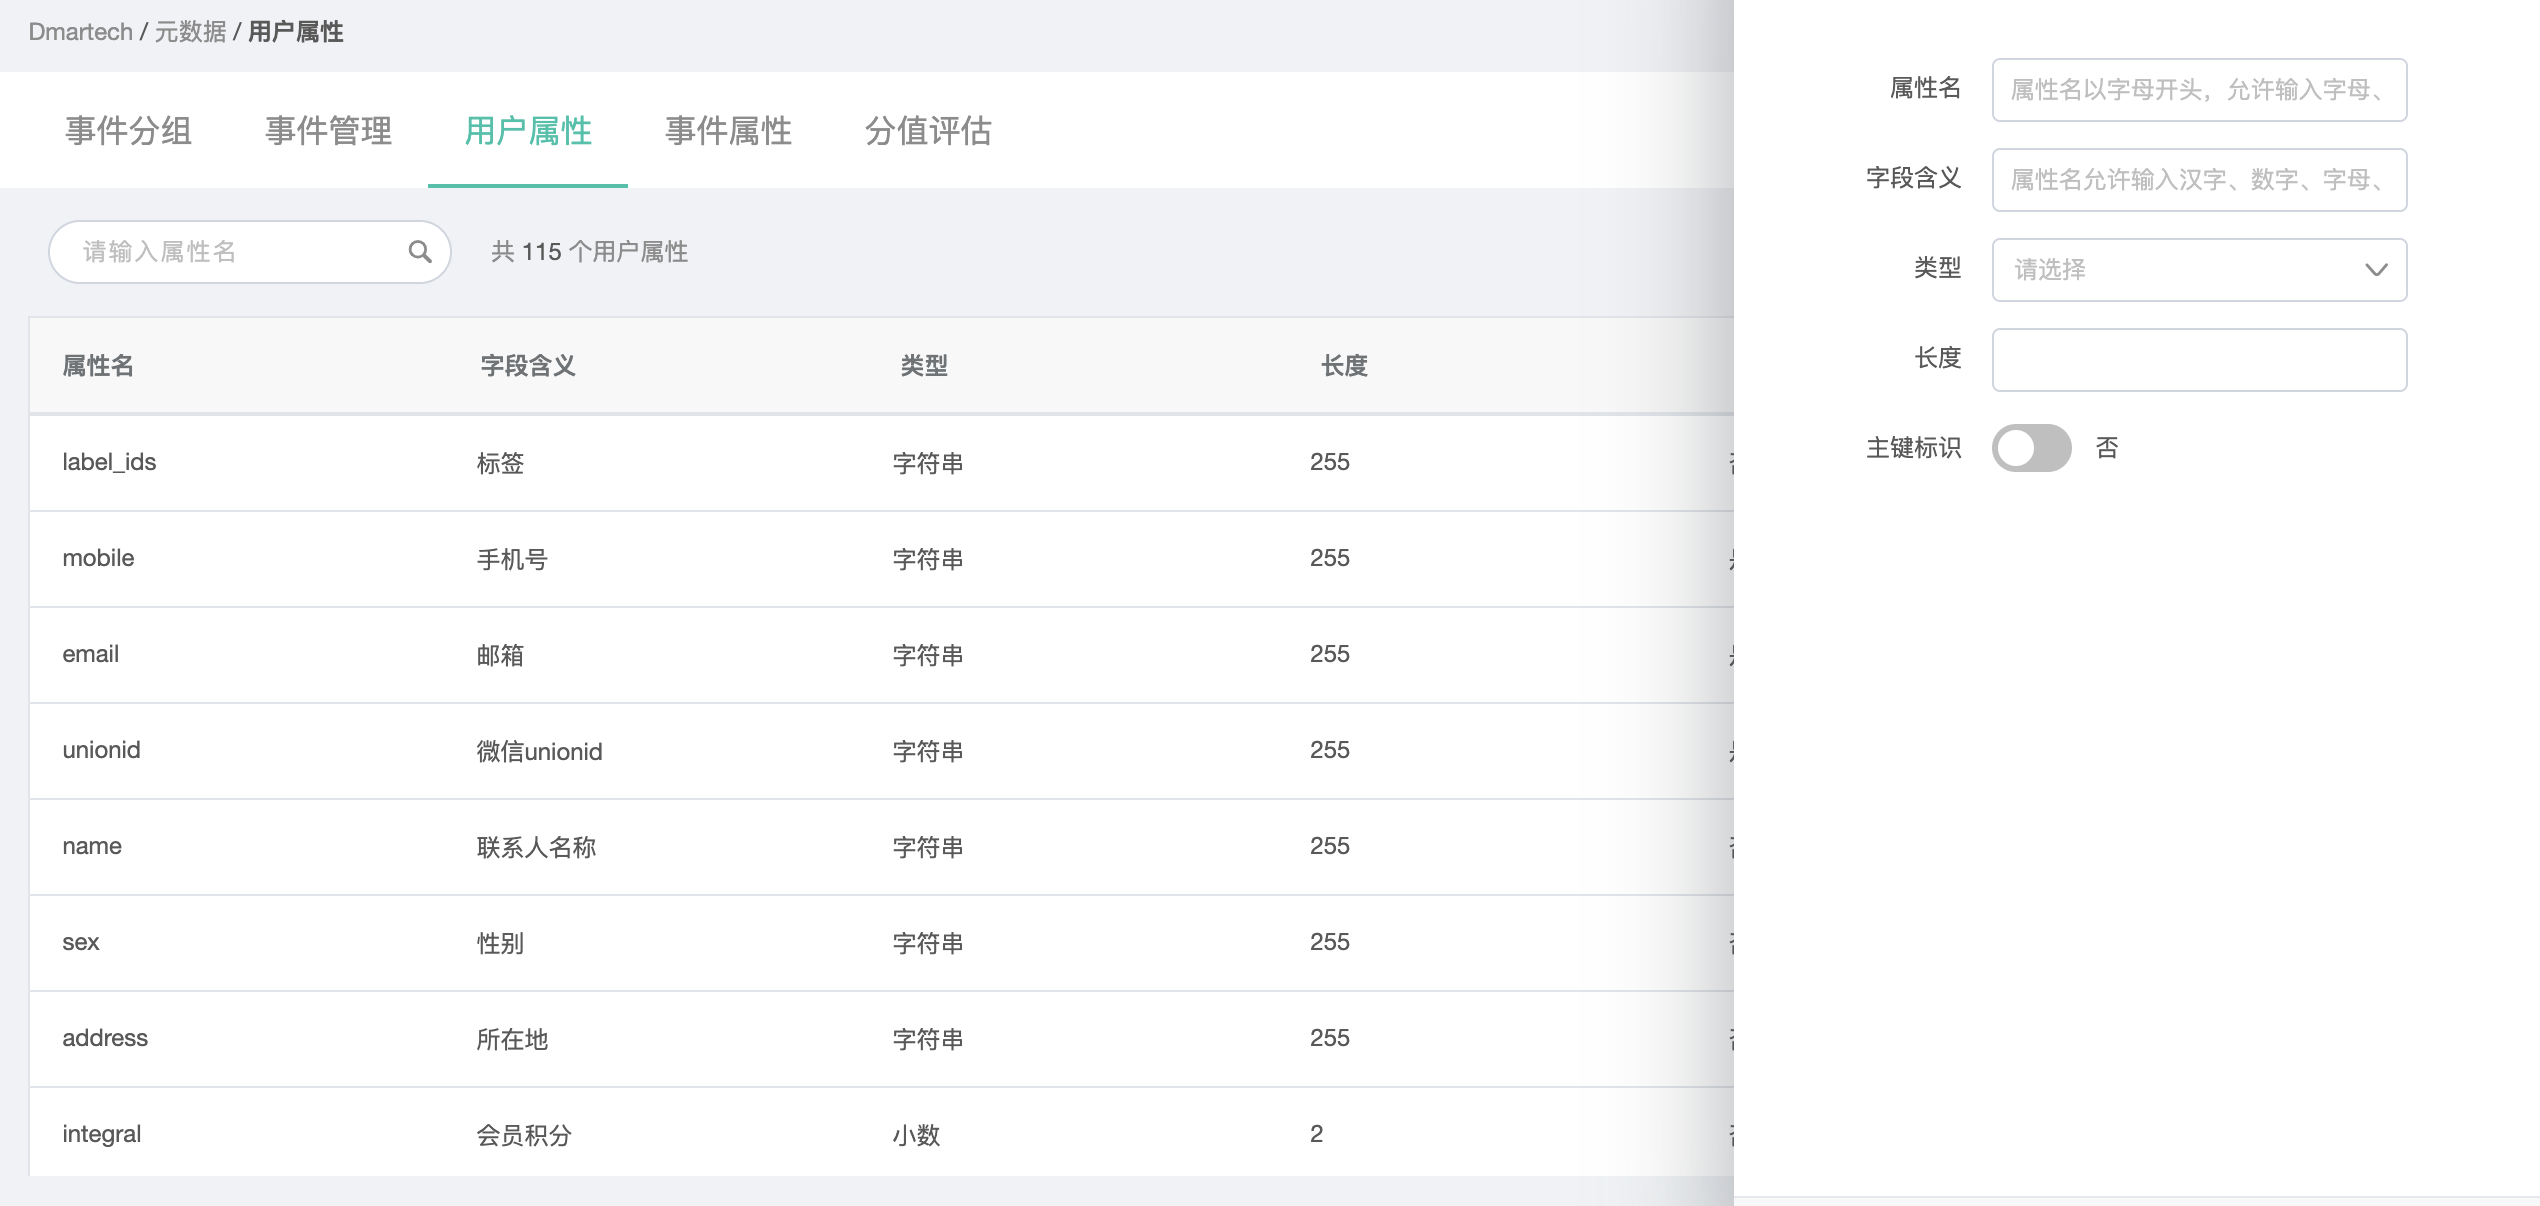 Dmartech / 元数据 / 用户属性
事件分组 事件管理 用户属性 事件属性 分值评估
请输入属性名 共 115 个用户属性
属性名 字段含义 类型 长度
label_ids 标签 字符串 255
mobile 手机号 字符串 255
email 邮箱 字符串 255
unionid 微信unionid 字符串 255
name 联系人名称 字符串 255
sex 性别 字符串 255
address 所在地 字符串 255
integral 会员积分 小数 2
属性名 属性名以字母开头，允许输入字母、
字段含义 属性名允许输入汉字、数字、字母、
类型 请选择
长度
主键标识 否